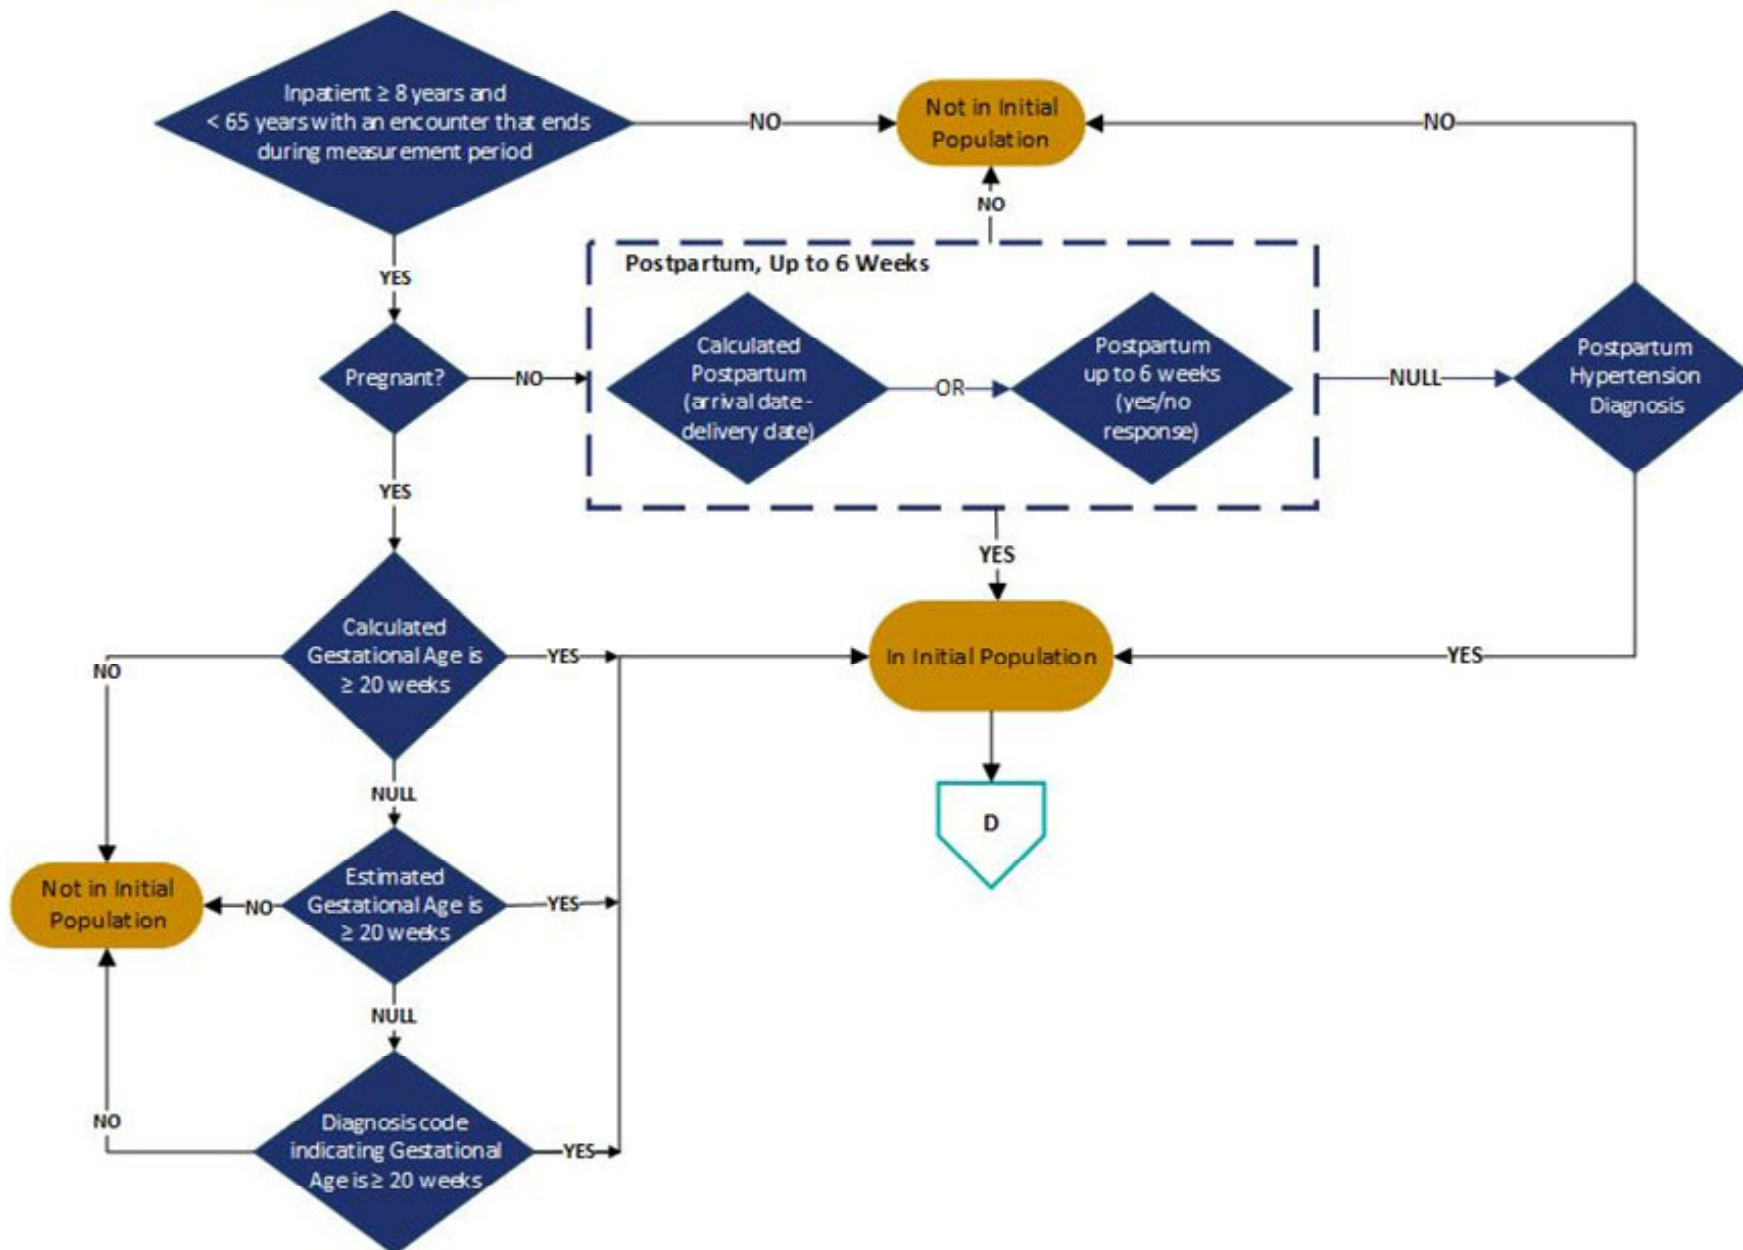 Inpatient ≥ 8 years and
< 65 years with an encounter that ends
during measurement period
NO
Not in Initial
Population
NO
NO
YES
Postpartum, Up to 6 Weeks
Pregnant?
NO
Calculated
Postpartum
(arrival date -
delivery date)
OR
Postpartum
up to 6 weeks
(yes/no
response)
NULL
Postpartum
Hypertension
Diagnosis
YES
YES
Calculated
Gestational Age is
≥ 20 weeks
NO
YES
In Initial Population
YES
NULL
D
Not in Initial
Population
NO
Estimated
Gestational Age is
≥ 20 weeks
YES
NULL
NO
Diagnosis code
indicating Gestational
Age is ≥ 20 weeks
YES